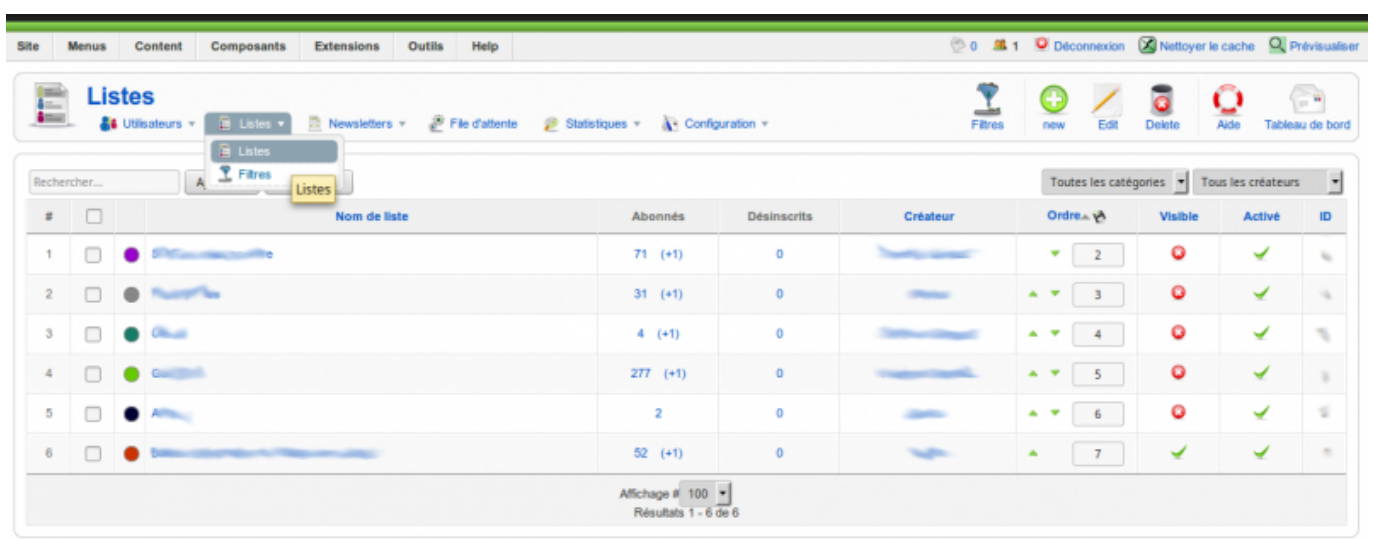 Site Menus Content Composants Extensions Outils Help 0 1 Déconnexion Nettoyer le cache Prévisualiser
Listes
Utilisateurs Listes Newsletters File d'attente Statistiques Configuration Filtres new Edit Delete Aide Tableau de bord
Listes
Filtres
Listes
Rechercher... Toutes les catégories Tous les créateurs
# Nom de liste Abonnés Désinscrits Créateur Ordre Visible Activé ID
1 71 (+1) 0 2
2 31 (+1) 0 3
3 4 (+1) 0 4
4 277 (+1) 0 5
5 2 0 6
6 52 (+1) 0 7
Affichage # 100
Résultats 1 - 6 de 6